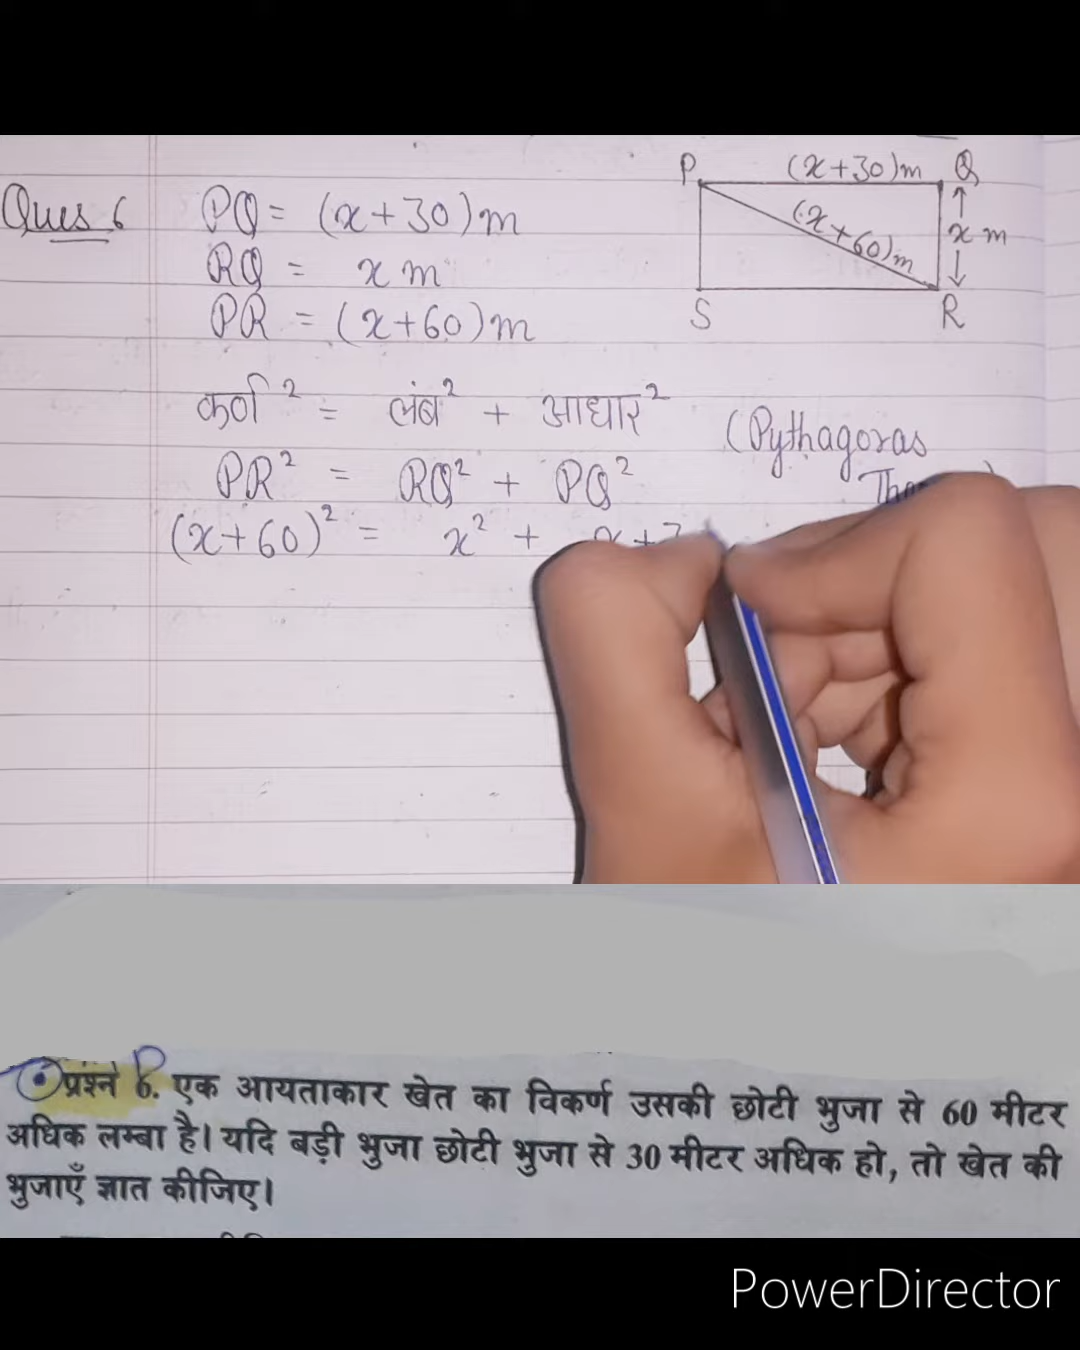 Ques 6
PQ = (x+30)m
RQ = x m
PR = (x+60)m
P (x+30)m Q
(x+60)m
x m
S R
कर्ण² = लंब² + आधार²
(Pythagoras
PR² = RQ² + PQ²
(x+60)² = x² + x+3
प्रश्न 6. एक आयताकार खेत का विकर्ण उसकी छोटी भुजा से 60 मीटर
अधिक लम्बा है। यदि बड़ी भुजा छोटी भुजा से 30 मीटर अधिक हो, तो खेत की
भुजाएँ ज्ञात कीजिए।
PowerDirector